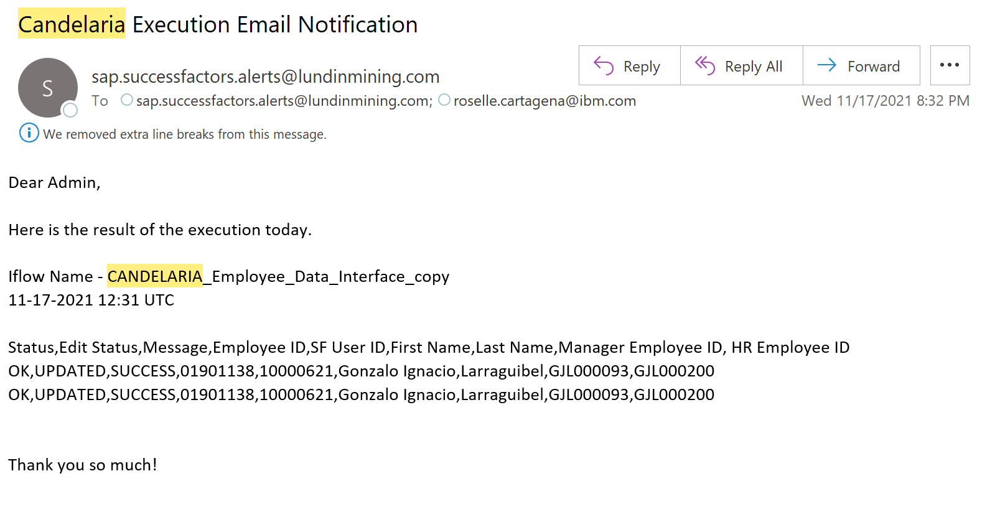 Candelaria Execution Email Notification
S
sap.successfactors.alerts@lundinmining.com
To sap.successfactors.alerts@lundinmining.com; roselle.cartagena@ibm.com
Reply Reply All Forward
Wed 11/17/2021 8:32 PM
We removed extra line breaks from this message.
Dear Admin,
Here is the result of the execution today.
Iflow Name - CANDELARIA_Employee_Data_Interface_copy
11-17-2021 12:31 UTC
Status,Edit Status,Message,Employee ID,SF User ID,First Name,Last Name,Manager Employee ID, HR Employee ID
OK,UPDATED,SUCCESS,01901138,10000621,Gonzalo Ignacio,Larraguibel,GJL000093,GJL000200
OK,UPDATED,SUCCESS,01901138,10000621,Gonzalo Ignacio,Larraguibel,GJL000093,GJL000200
Thank you so much!